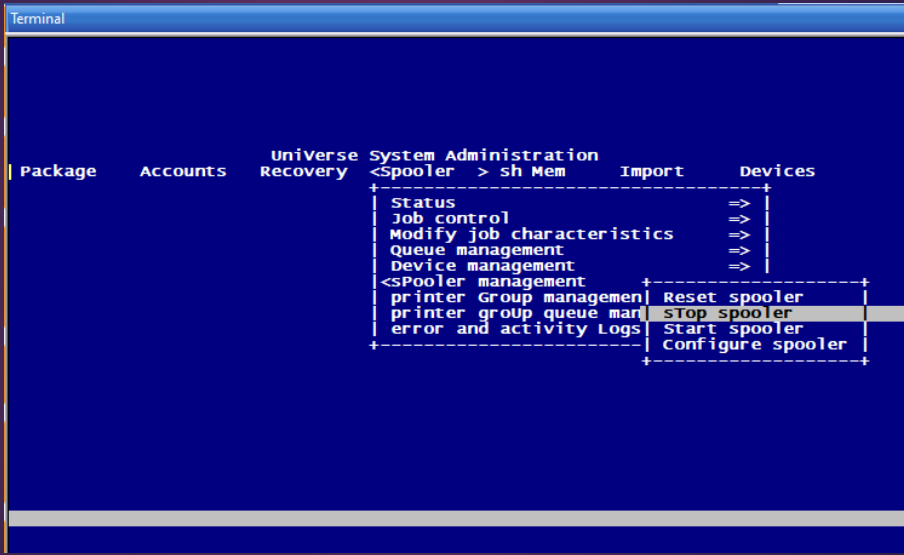 Terminal
UniVerse System Administration
Package Accounts Recovery <Spooler > sh Mem Import Devices
Status =>
Job control =>
Modify job characteristics =>
Queue management =>
Device management =>
<sPooler management
printer Group managemen Reset spooler
printer groUp queue man sTop spooler
error and activity Logs Start spooler
Configure spooler